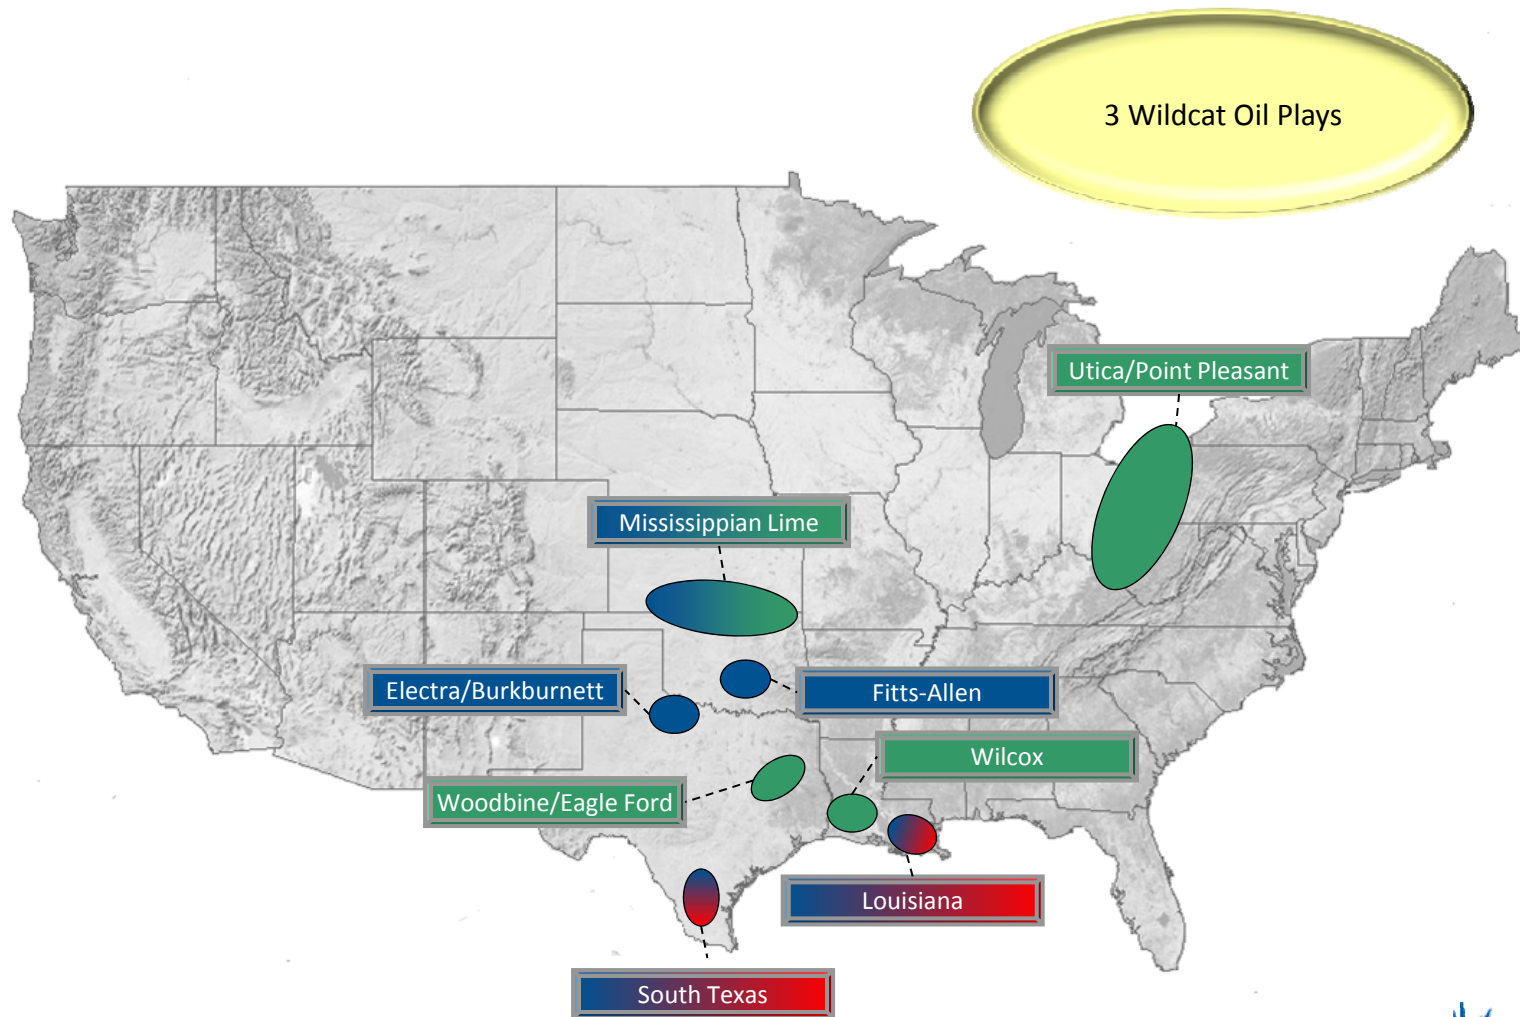 3 Wildcat Oil Plays
Utica/Point Pleasant
Mississippian Lime
Electra/Burkburnett
Fitts-Allen
Wilcox
Woodbine/Eagle Ford
Louisiana
South Texas